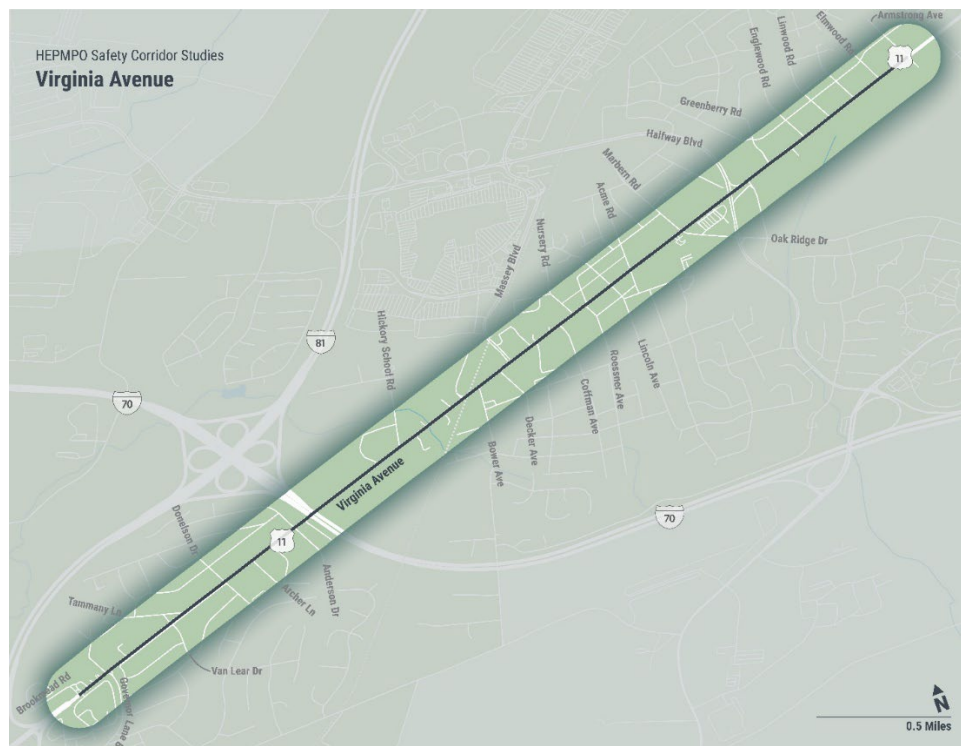 HEPMPO Safety Corridor Studies
Virginia Avenue
Armstrong Ave
Elmwood Rd
Linwood Rd
Englewood Rd
11
Greenberry Rd
Halfway Blvd
Marbern Rd
Acme Rd
Nursery Rd
Oak Ridge Dr
Massey Blvd
Hickory School Rd
81
70
Lincoln Ave
Roessner Ave
Coffman Ave
Decker Ave
Bower Ave
Virginia Avenue
70
Donelson Dr
11
Anderson Dr
Archer Ln
Tammany Ln
Van Lear Dr
Brookmead Rd
Governor Lane
N
0.5 Miles